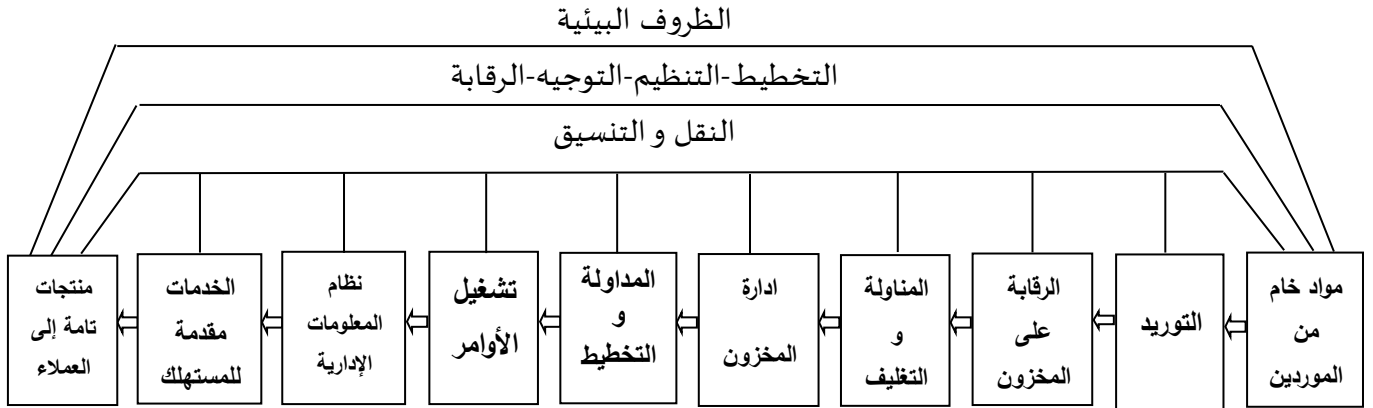 الظروف البيئية
التخطيط-التنظيم-التوجيه-الرقابة
النقل و التنسيق
مواد خام
من
الموردين
التوريد
الرقابة
على
المخزون
المناولة
و
التغليف
ادارة
المخزون
المداولة
و
التخطيط
تشغيل
الأوامر
نظام
المعلومات
الإدارية
الخدمات
مقدمة
للمستهلك
منتجات
تامة إلى
العملاء